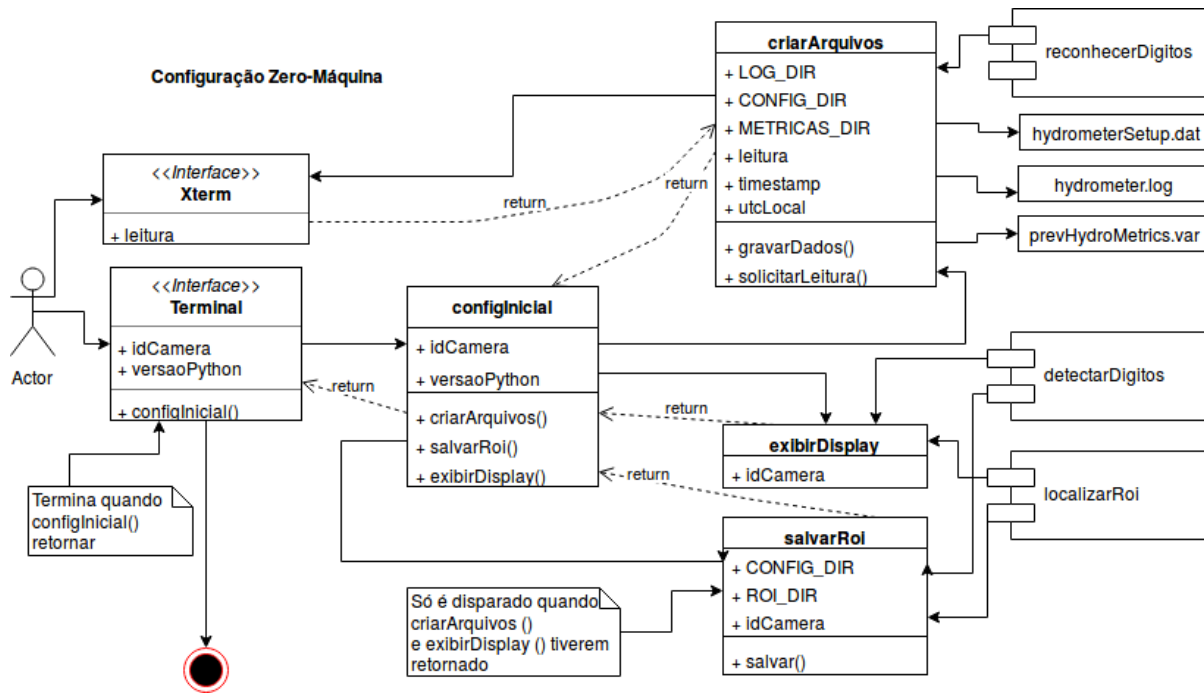 Configuração Zero-Máquina
<<Interface>>
Xterm
+ leitura
<<Interface>>
Terminal
+ idCamera
+ versaoPython
+ configInicial()
Actor
Termina quando
configInicial()
retornar
configInicial
+ idCamera
+ versaoPython
+ criarArquivos()
+ salvarRoi()
+ exibirDisplay()
criarArquivos
+ LOG_DIR
+ CONFIG_DIR
+ METRICAS_DIR
+ leitura
+ timestamp
+ utcLocal
+ gravarDados()
+ solicitarLeitura()
return
return
return
return
return
exibirDisplay
+ idCamera
salvarRoi
+ CONFIG_DIR
+ ROI_DIR
+ idCamera
+ salvar()
Só é disparado quando
criarArquivos ()
e exibirDisplay () tiverem
retornado
reconhecerDigitos
hydrometerSetup.dat
hydrometer.log
prevHydroMetrics.var
detectarDigitos
localizarRoi